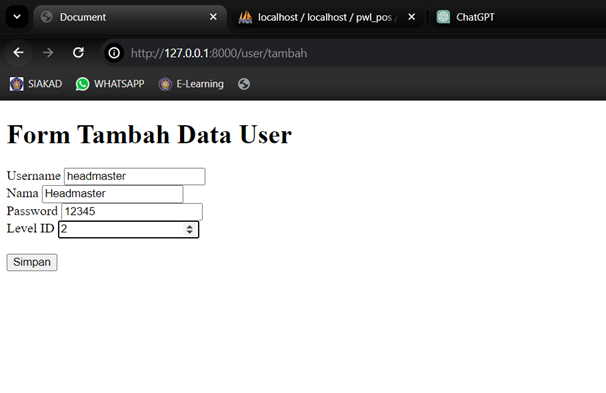 Document
localhost / localhost / pwl_pos /
ChatGPT
http://127.0.0.1:8000/user/tambah
SIAKAD
WHATSAPP
E-Learning
Form Tambah Data User
Username headmaster
Nama Headmaster
Password 12345
Level ID 2
Simpan